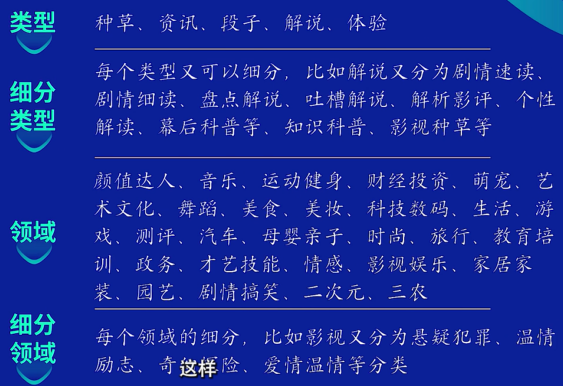 类型
种草、资讯、段子、解说、体验
细分
类型
每个类型又可以细分，比如解说又分为剧情速读、
剧情细读、盘点解说、吐槽解说、解析影评、个性
解读、幕后科普等、知识科普、影视种草等
领域
颜值达人、音乐、运动健身、财经投资、萌宠、艺
术文化、舞蹈、美食、美妆、科技数码、生活、游
戏、测评、汽车、母婴亲子、时尚、旅行、教育培
训、政务、才艺技能、情感、影视娱乐、家居家
装、园艺、剧情搞笑、二次元、三农
细分
领域
每个领域的细分，比如影视又分为悬疑犯罪、温情
励志、奇 险、爱情温情等分类
这样